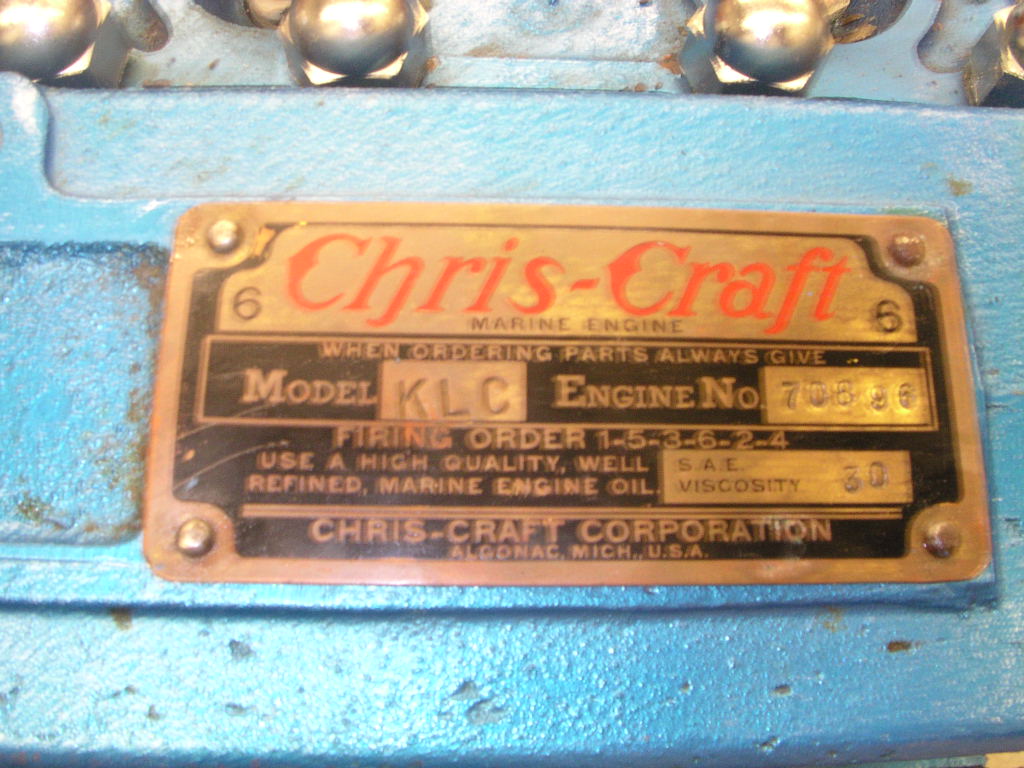 Chris-Craft
6 MARINE ENGINE 6
WHEN ORDERING PARTS ALWAYS GIVE
MODEL KLC ENGINE NO. 70896
FIRING ORDER 1-5-3-6-2-4
USE A HIGH QUALITY, WELL
REFINED, MARINE ENGINE OIL.
S.A.E.
VISCOSITY 30
CHRIS-CRAFT CORPORATION
ALGONAC, MICH., U.S.A.